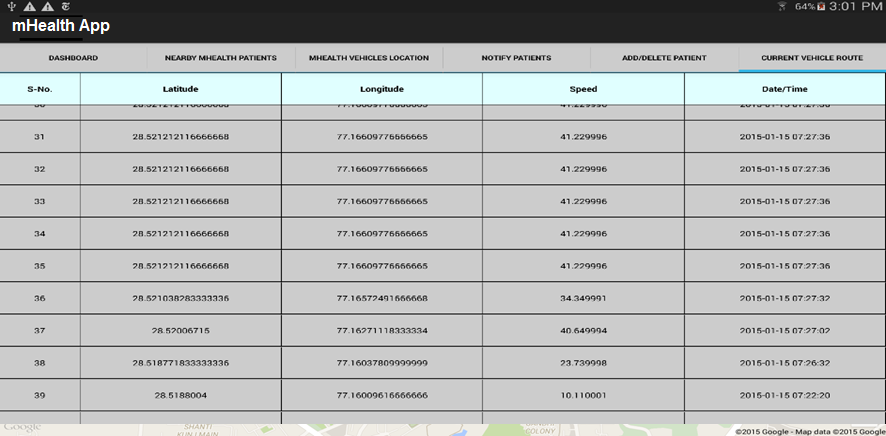 64% 3:01 PM
mHealth App
DASHBOARD NEARBY MHEALTH PATIENTS MHEALTH VEHICLES LOCATION NOTIFY PATIENTS ADD/DELETE PATIENT CURRENT VEHICLE ROUTE
S-No. Latitude Longitude Speed Date/Time
31 28.521212116666668 77.16609776666665 41.229996 2015-01-15 07:27:36
32 28.521212116666668 77.16609776666665 41.229996 2015-01-15 07:27:36
33 28.521212116666668 77.16609776666665 41.229996 2015-01-15 07:27:36
34 28.521212116666668 77.16609776666665 41.229996 2015-01-15 07:27:36
35 28.521212116666668 77.16609776666665 41.229996 2015-01-15 07:27:36
36 28.521038283333336 77.16572491666668 34.349991 2015-01-15 07:27:32
37 28.52006715 77.16271118333334 40.649994 2015-01-15 07:27:02
38 28.518771833333336 77.16037809999999 23.739998 2015-01-15 07:26:32
39 28.5188004 77.16009616666666 10.110001 2015-01-15 07:22:20
Google SHANTI COLONY ©2015 Google - Map data ©2015 Google
KUNJ MAIN